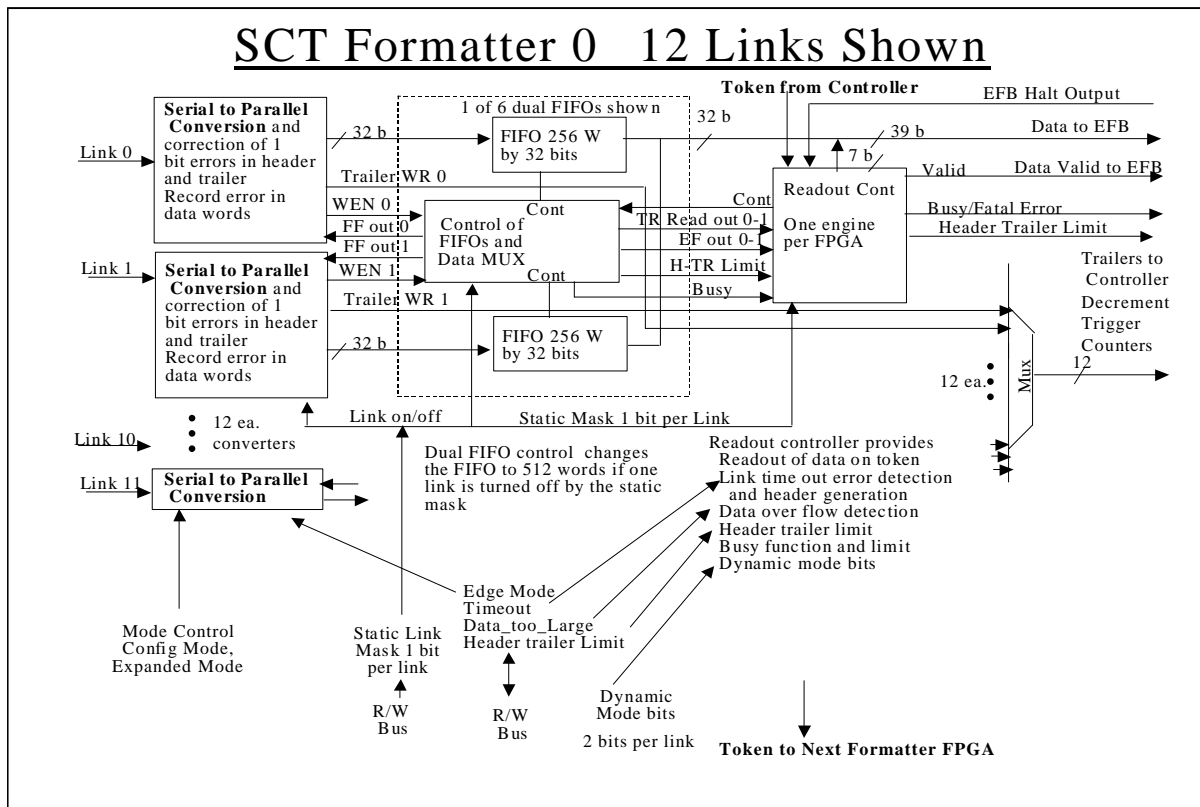 SCT Formatter 0 12 Links Shown
Token from Controller
EFB Halt Output
1 of 6 dual FIFOs shown
Serial to Parallel
Conversion and
correction of 1
bit errors in header
and trailer
Record error in
data words
Link 0
32 b
FIFO 256 W
by 32 bits
32 b
39 b
Data to EFB
7 b
Trailer WR 0
WEN 0
FF out 0
FF out 1
WEN 1
Trailer WR 1
Cont
Control of
FIFOs and
Data MUX
Cont
Cont
TR Read out 0-1
EF out 0-1
H-TR Limit
Busy
Readout Cont
One engine
per FPGA
Valid
Data Valid to EFB
Busy/Fatal Error
Header Trailer Limit
Link 1
Serial to Parallel
Conversion and
correction of 1
bit errors in header
and trailer
Record error in
data words
32 b
FIFO 256 W
by 32 bits
Trailers to
Controller
Decrement
Trigger
Counters
12 ea.
Mux
12
Link on/off
Static Mask 1 bit per Link
12 ea.
converters
Link 10
Link 11
Serial to Parallel
Conversion
Dual FIFO control changes
the FIFO to 512 words if one
link is turned off by the static
mask
Readout controller provides
Readout of data on token
Link time out error detection
and header generation
Data over flow detection
Header trailer limit
Busy function and limit
Dynamic mode bits
Edge Mode
Timeout
Data_too_Large
Header trailer Limit
Mode Control
Config Mode,
Expanded Mode
Static Link
Mask 1 bit
per link
R/W
Bus
R/W
Bus
Dynamic
Mode bits
2 bits per link
Token to Next Formatter FPGA